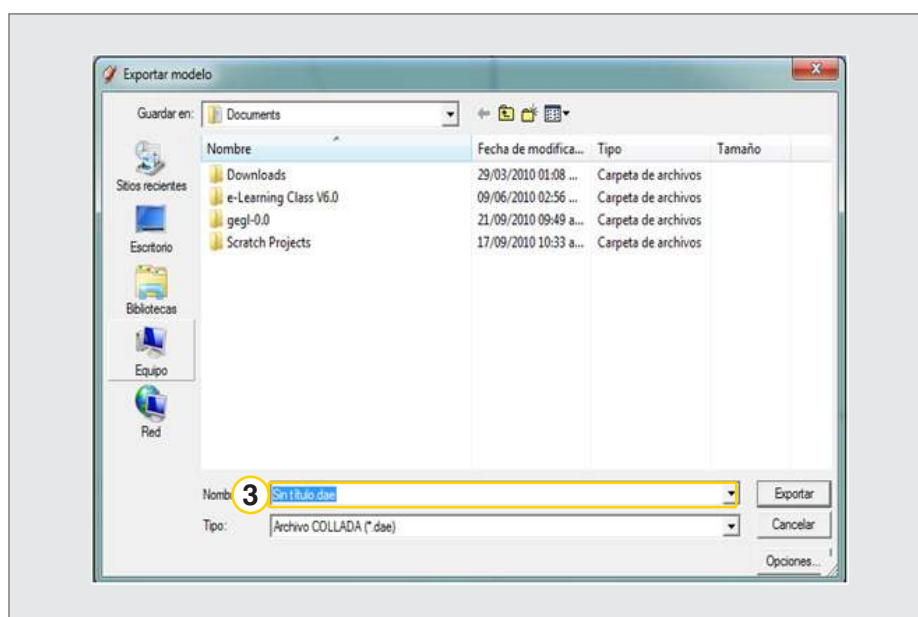 Exportar modelo
Guardar en: Documents
Nombre Fecha de modifica... Tipo Tamaño
Downloads 29/03/2010 01:08 ... Carpeta de archivos
e-Learning Class V6.0 09/06/2010 02:56 ... Carpeta de archivos
gegl-0.0 21/09/2010 09:49 a... Carpeta de archivos
Scratch Projects 17/09/2010 10:33 a... Carpeta de archivos
Sitios recientes
Escritorio
Bibliotecas
Equipo
Red
Nomb 3 Sin título.dae Exportar
Tipo: Archivo COLLADA (*.dae) Cancelar
Opciones...